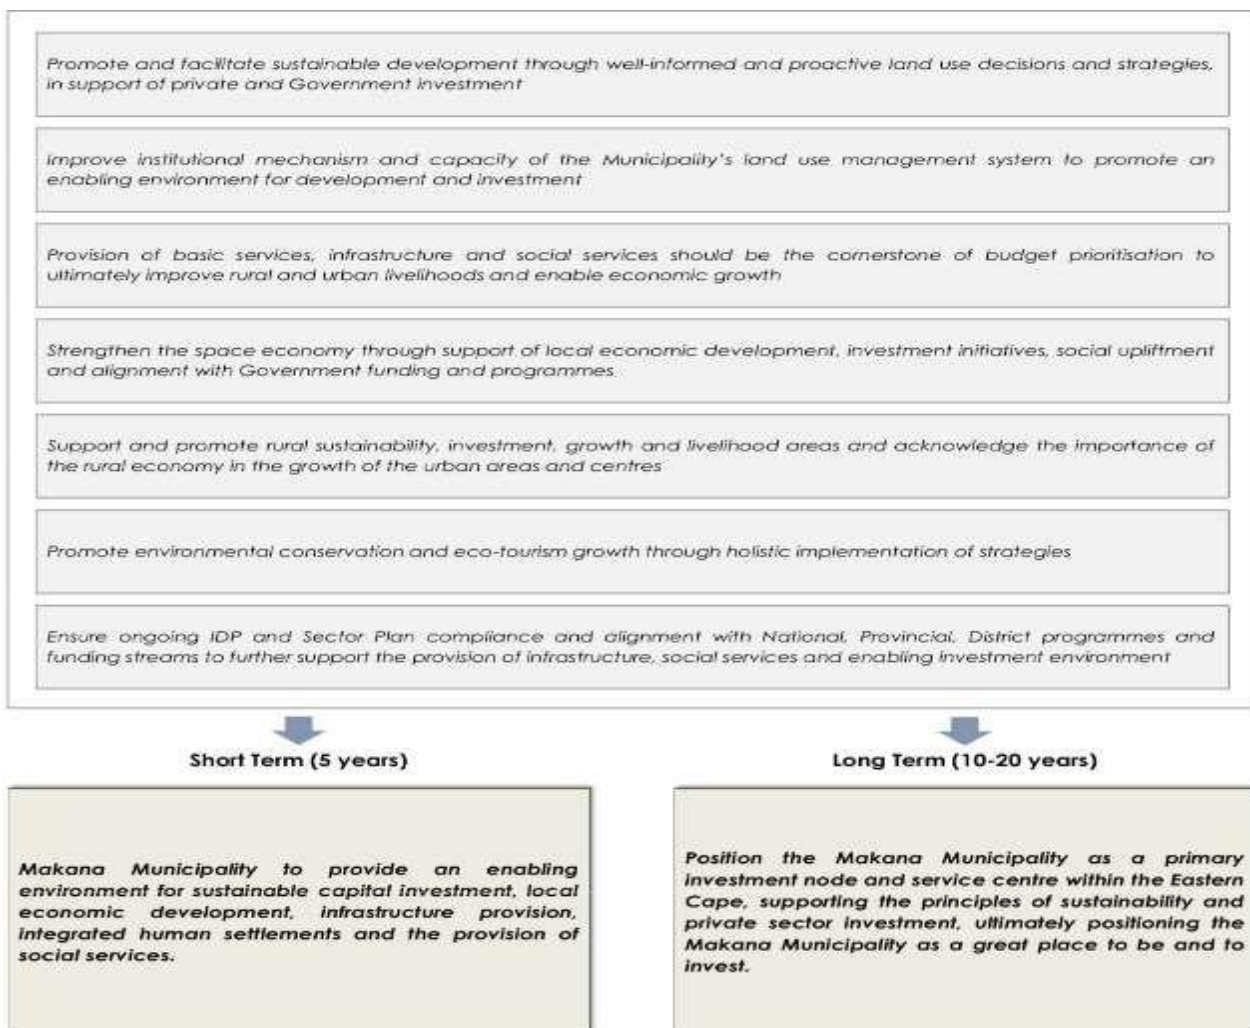 Promote and facilitate sustainable development through well-informed and proactive land use decisions and strategies,
in support of private and Government investment
Improve institutional mechanism and capacity of the Municipality's land use management system to promote an
enabling environment for development and investment
Provision of basic services, infrastructure and social services should be the cornerstone of budget prioritisation to
ultimately improve rural and urban livelihoods and enable economic growth
Strengthen the space economy through support of local economic development, investment initiatives, social upliftment
and alignment with Government funding and programmes.
Support and promote rural sustainability, investment, growth and livelihood areas and acknowledge the importance of
the rural economy in the growth of the urban areas and centres
Promote environmental conservation and eco-tourism growth through holistic implementation of strategies
Ensure ongoing IDP and Sector Plan compliance and alignment with National, Provincial, District programmes and
funding streams to further support the provision of infrastructure, social services and enabling investment environment
Short Term (5 years)
Makana Municipality to provide an
enabling
environment for sustainable capital investment, local
economic development, infrastructure provision,
integrated human settlements and the provision of
social services.
Long Term (10-20 years)
Position the Makana Municipality as a primary
investment node and service centre within the Eastern
Cape, supporting the principles of sustainability and
private sector investment, ultimately positioning the
Makana Municipality as a great place to be and to
invest.